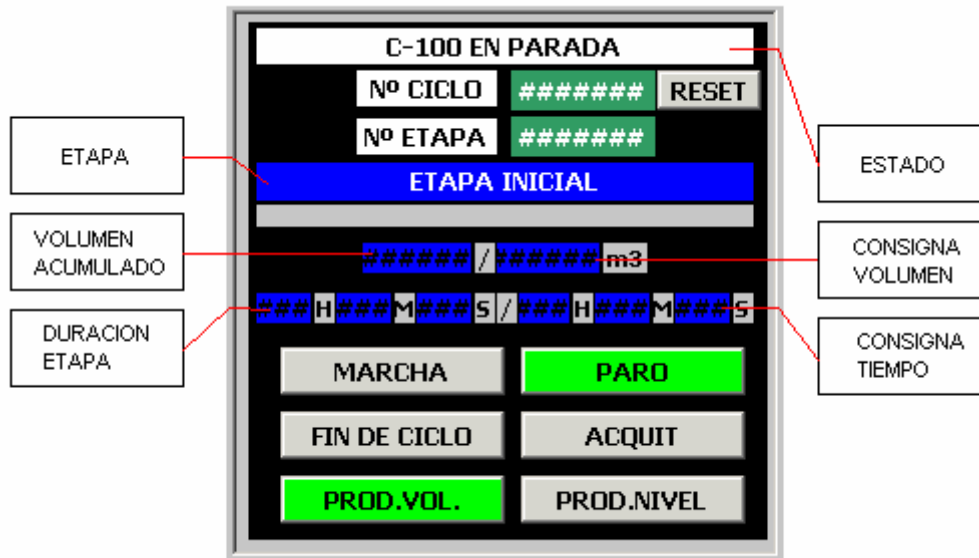 C-100 EN PARADA
Nº CICLO ####### RESET
Nº ETAPA #######
ETAPA INICIAL
###### / ###### m3
### H ### M ### S / ### H ### M ### S
MARCHA PARO
FIN DE CICLO ACQUIT
PROD.VOL. PROD.NIVEL
ETAPA
VOLUMEN
ACUMULADO
DURACION
ETAPA
ESTADO
CONSIGNA
VOLUMEN
CONSIGNA
TIEMPO